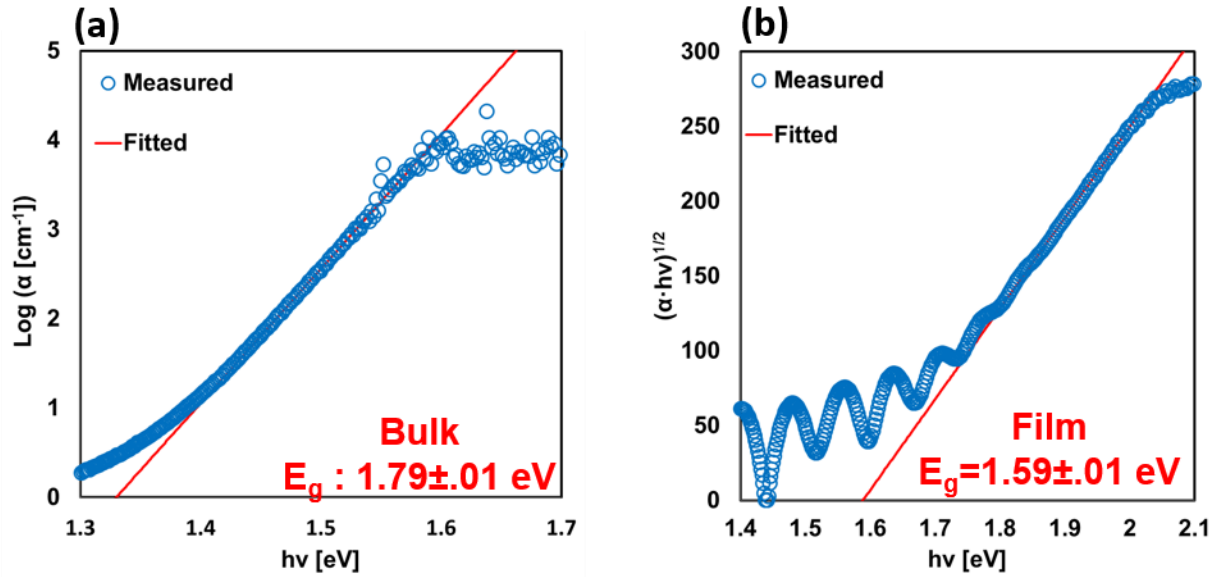 (a)
5
4
3
2
1
0
Log (α [cm⁻¹])
Measured
Fitted
Bulk
E_g : 1.79±.01 eV
1.3 1.4 1.5 1.6 1.7
hν [eV]
(b)
300
250
200
150
100
50
0
(α·hν)^1/2
Measured
Fitted
Film
E_g=1.59±.01 eV
1.4 1.5 1.6 1.7 1.8 1.9 2 2.1
hν [eV]